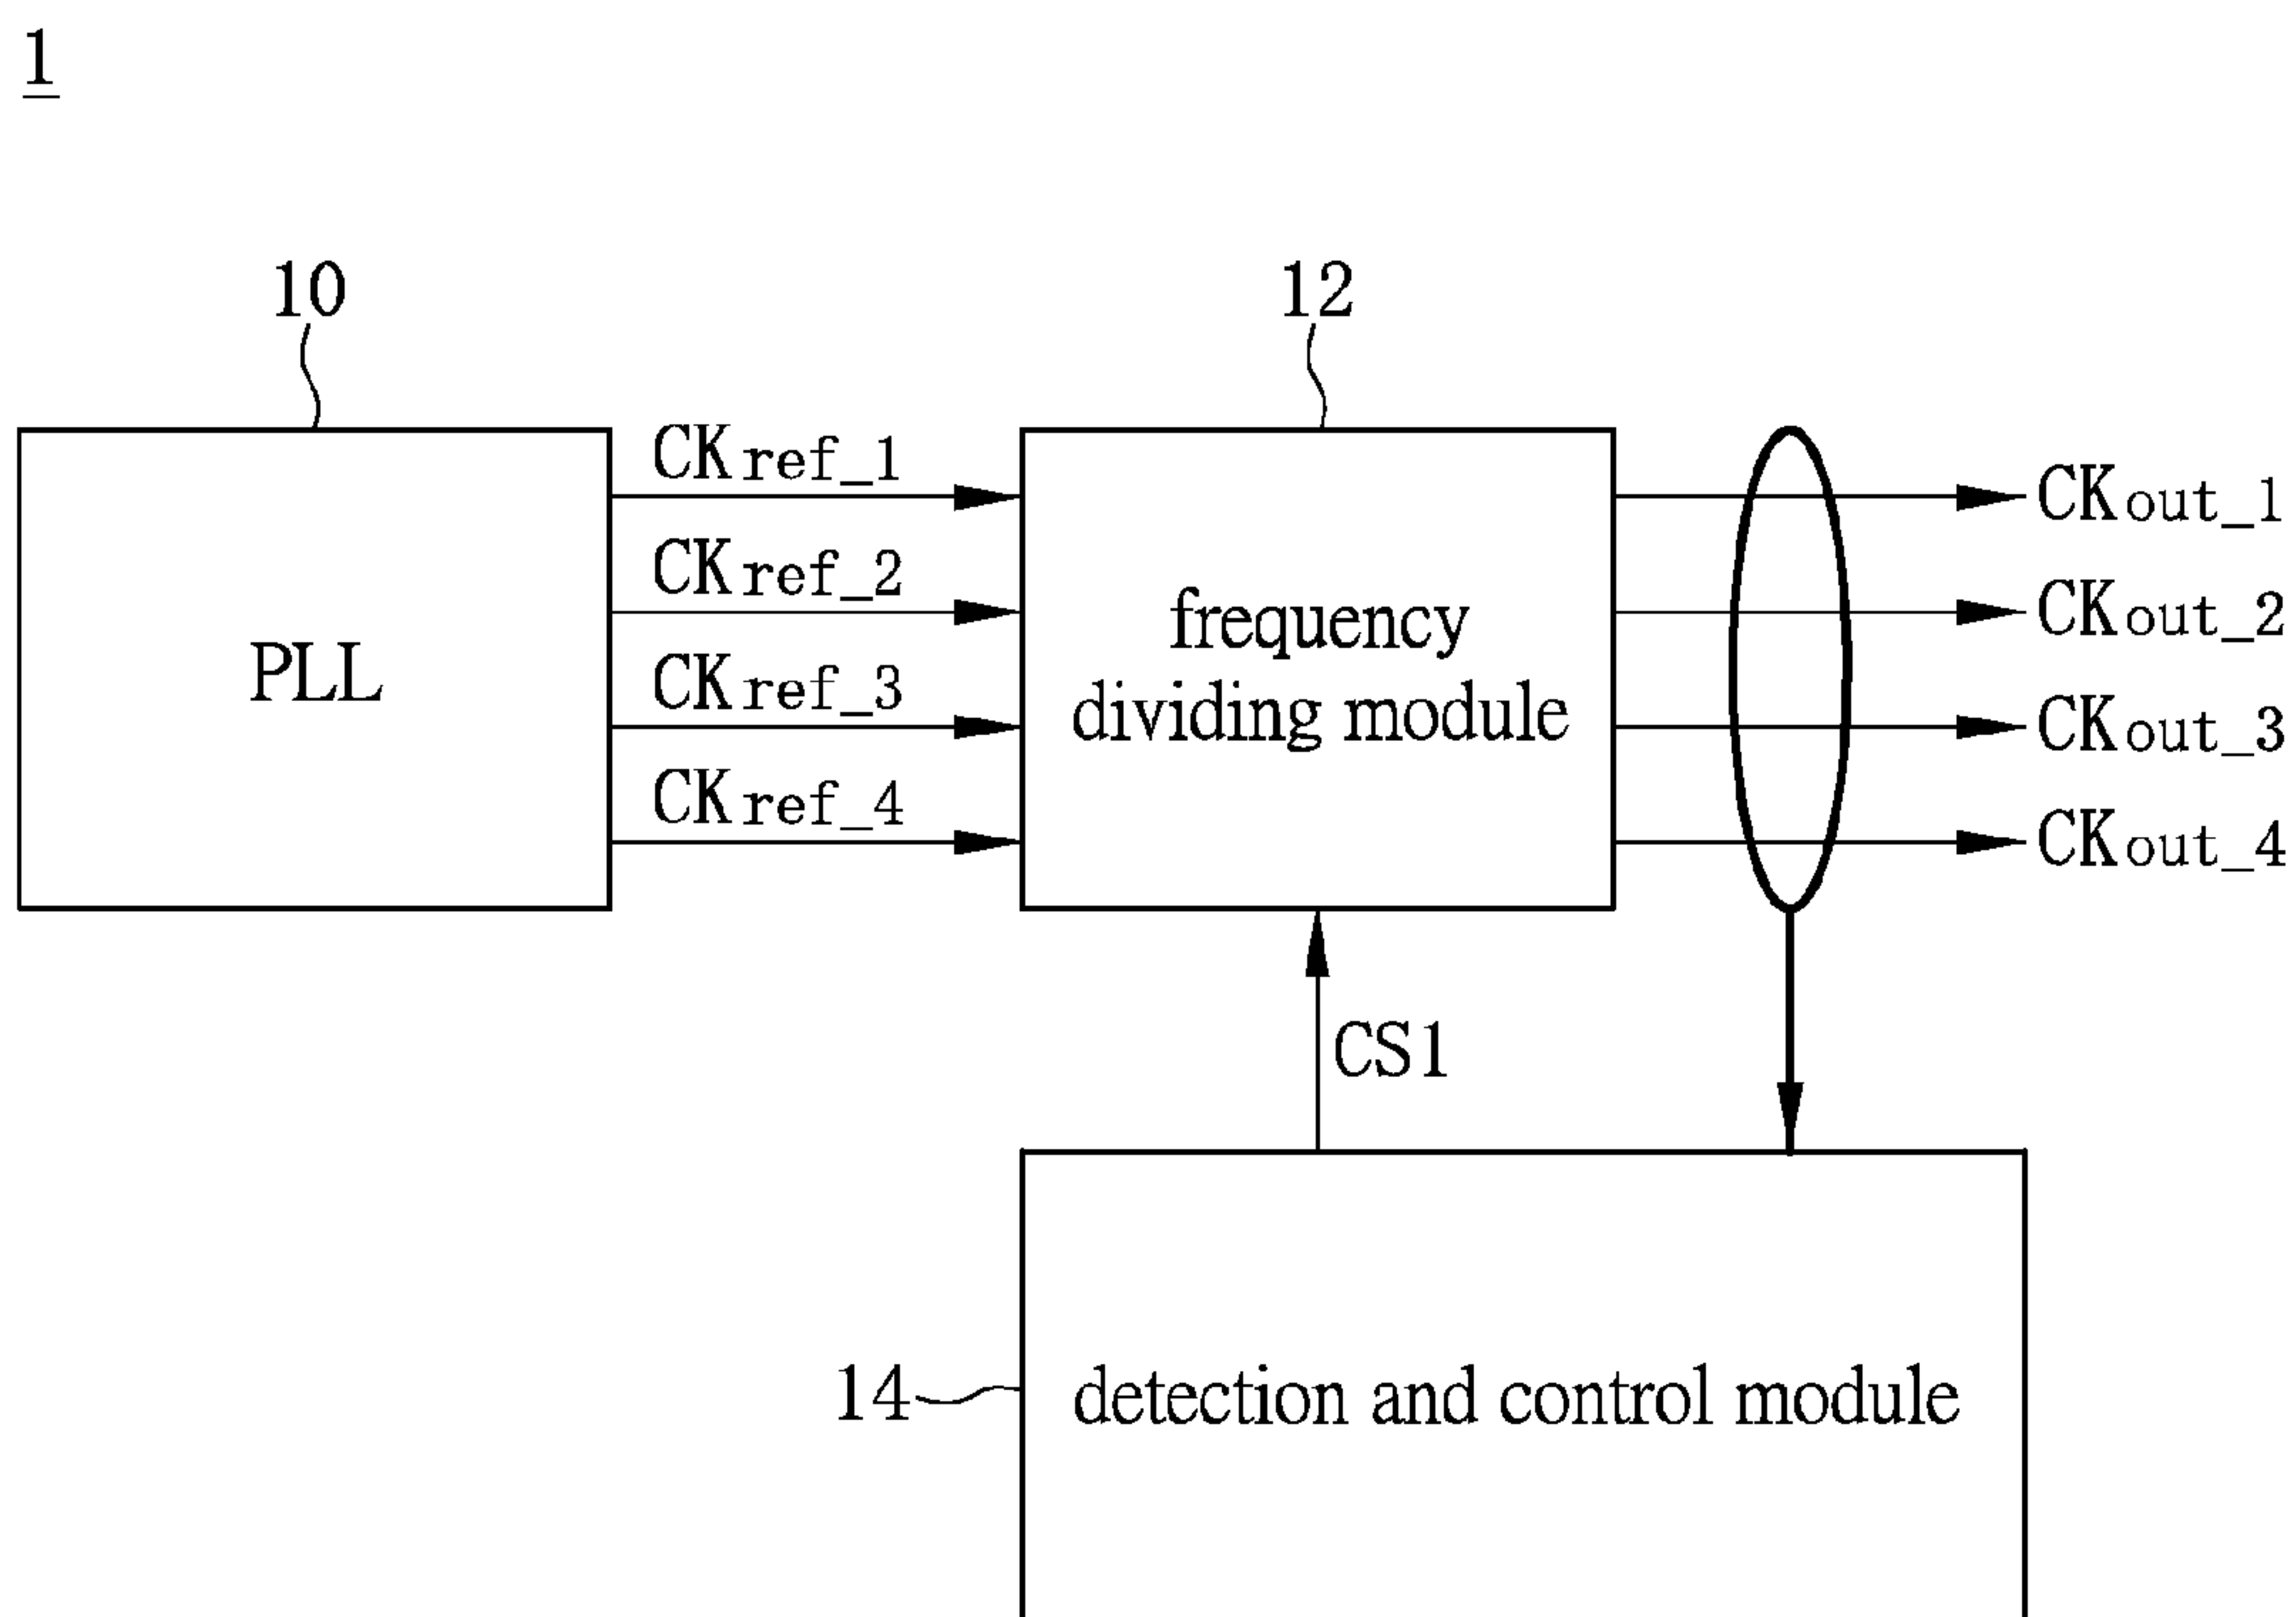 1
10
12
CKref_1
CKref_2
CKref_3
CKref_4
PLL
frequency
dividing module
CKout_1
CKout_2
CKout_3
CKout_4
CS1
14
detection and control module